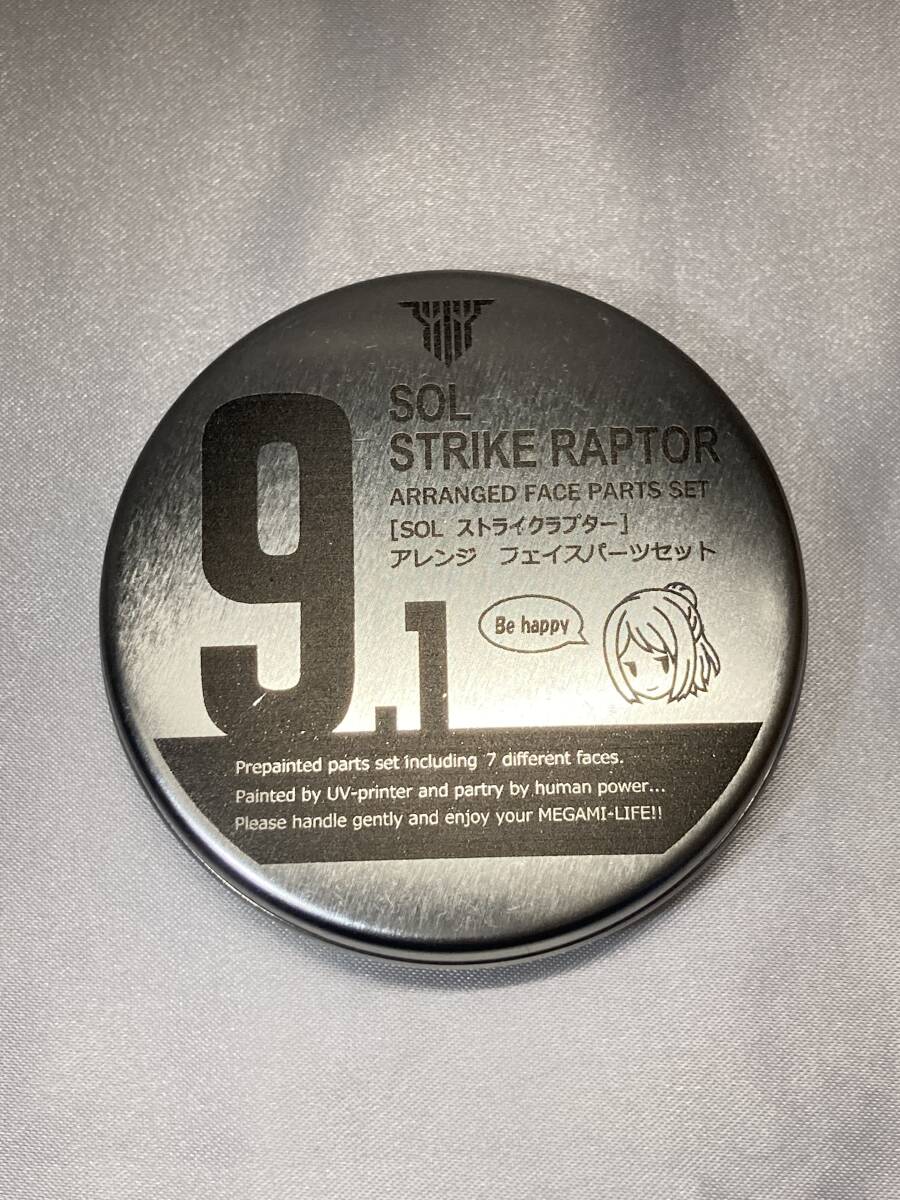 9.1
SOL
STRIKE RAPTOR
ARRANGED FACE PARTS SET
[SOL ストライクラプター]
アレンジ フェイスパーツセット
Be happy
Prepainted parts set including 7 different faces.
Painted by UV-printer and partry by human power...
Please handle gently and enjoy your MEGAMI-LIFE!!